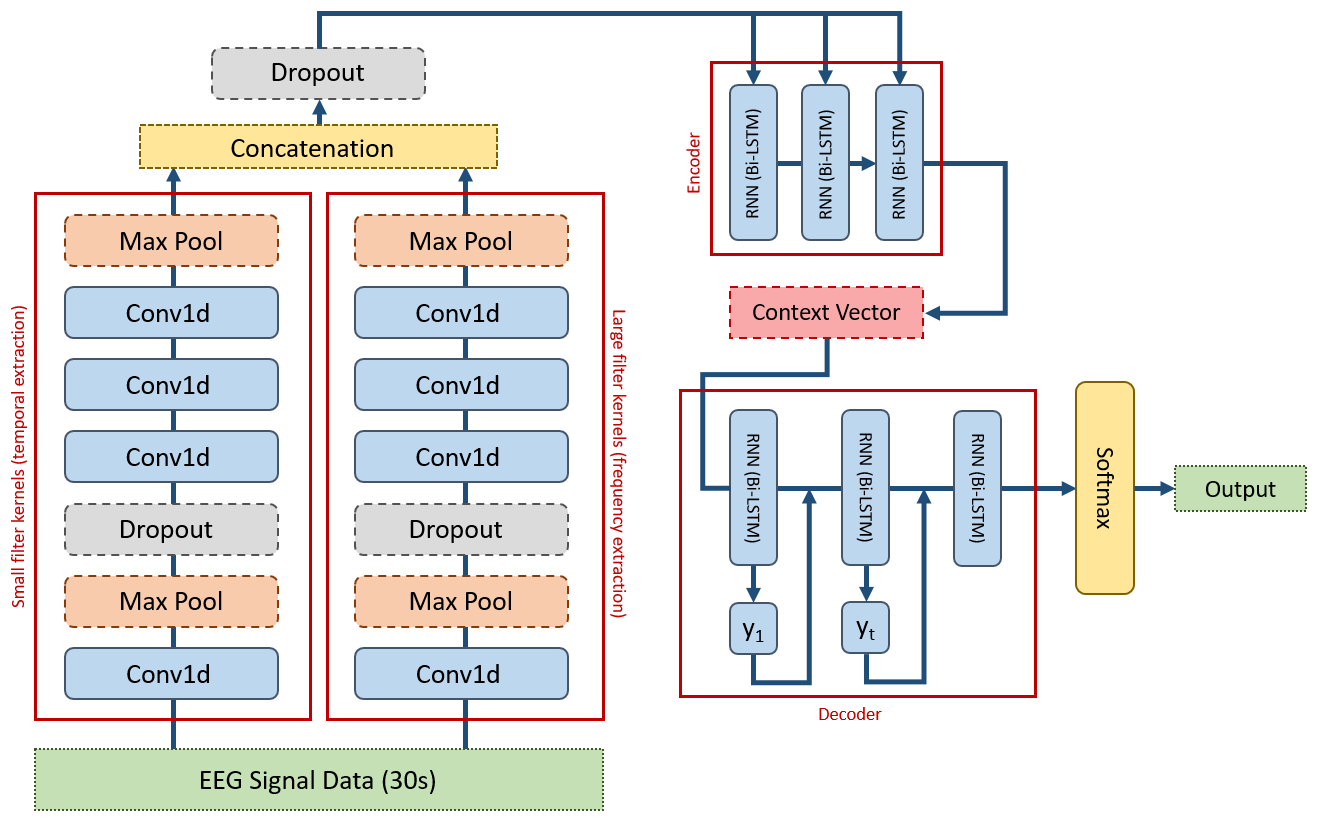 Dropout
Concatenation
Small filter kernels (temporal extraction)
Max Pool
Conv1d
Conv1d
Conv1d
Dropout
Max Pool
Conv1d
Large filter kernels (frequency extraction)
Max Pool
Conv1d
Conv1d
Conv1d
Dropout
Max Pool
Conv1d
EEG Signal Data (30s)
Encoder
RNN (Bi-LSTM)
RNN (Bi-LSTM)
RNN (Bi-LSTM)
Context Vector
RNN (Bi-LSTM)
RNN (Bi-LSTM)
RNN (Bi-LSTM)
y1
yt
Decoder
Softmax
Output